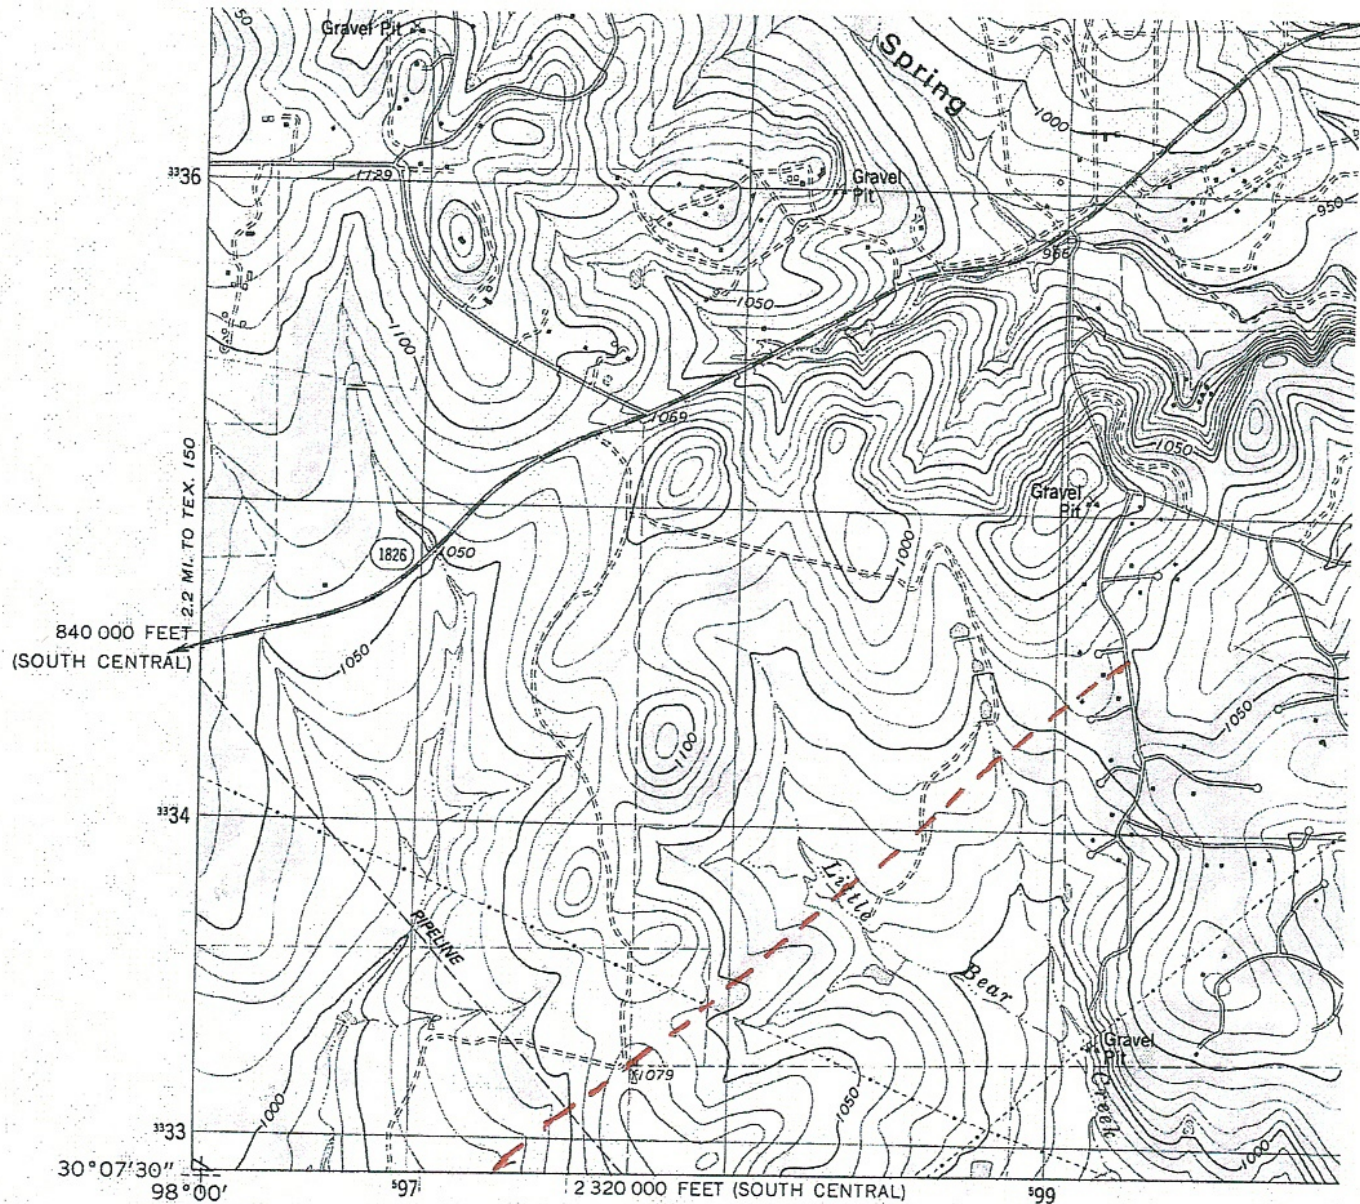 50
Gravel Pit
Spring
1000
³³36
1129
Gravel
Pit
950
966
1050
1100
1069
1050
2.2 MI. TO TEX. 150
Gravel
Pit
1826
1050
1000
840 000 FEET
(SOUTH CENTRAL)
1050
1050
1100
³³34
Little
PIPELINE
Bear
Gravel
Pit
1079
1050
Creek
1000
³³33
1000
30°07'30"
98°00'
⁵97
2 320 000 FEET (SOUTH CENTRAL)
⁵99